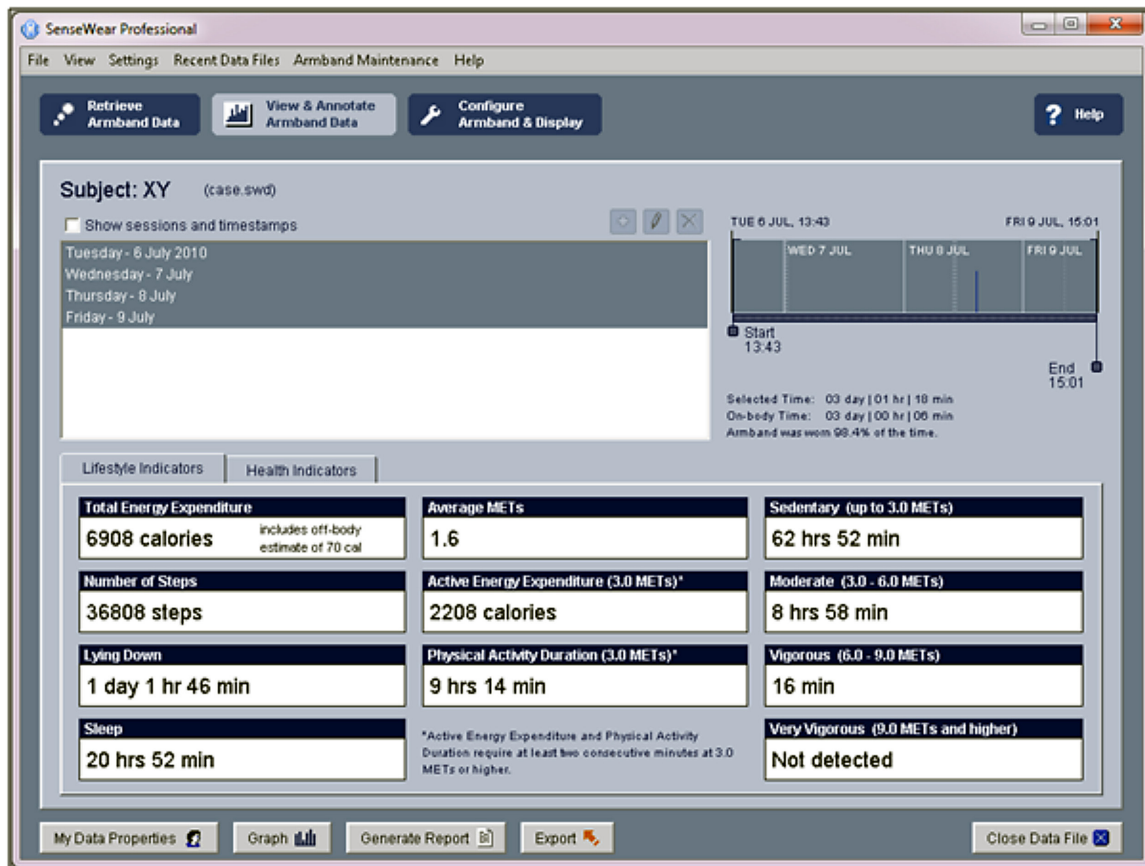 SenseWear Professional
File View Settings Recent Data Files Armband Maintenance Help
Retrieve
Armband Data
View & Annotate
Armband Data
Configure
Armband & Display
? Help
Subject: XY (case.swd)
Show sessions and timestamps
Tuesday - 6 July 2010
Wednesday - 7 July
Thursday - 8 July
Friday - 9 July
TUE 6 JUL, 13:43 FRI 9 JUL, 15:01
WED 7 JUL THU 8 JUL FRI 9 JUL
Start
13:43
End
15:01
Selected Time: 03 day | 01 hr | 18 min
On-body Time: 03 day | 00 hr | 06 min
Armband was worn 98.4% of the time.
Lifestyle Indicators Health Indicators
Total Energy Expenditure
6908 calories
includes off-body
estimate of 70 cal
Average METs
1.6
Sedentary (up to 3.0 METs)
62 hrs 52 min
Number of Steps
36808 steps
Active Energy Expenditure (3.0 METs)*
2208 calories
Moderate (3.0 - 6.0 METs)
8 hrs 58 min
Lying Down
1 day 1 hr 46 min
Physical Activity Duration (3.0 METs)*
9 hrs 14 min
Vigorous (6.0 - 9.0 METs)
16 min
Sleep
20 hrs 52 min
*Active Energy Expenditure and Physical Activity
Duration require at least two consecutive minutes at 3.0
METs or higher.
Very Vigorous (9.0 METs and higher)
Not detected
My Data Properties Graph Generate Report Export Close Data File